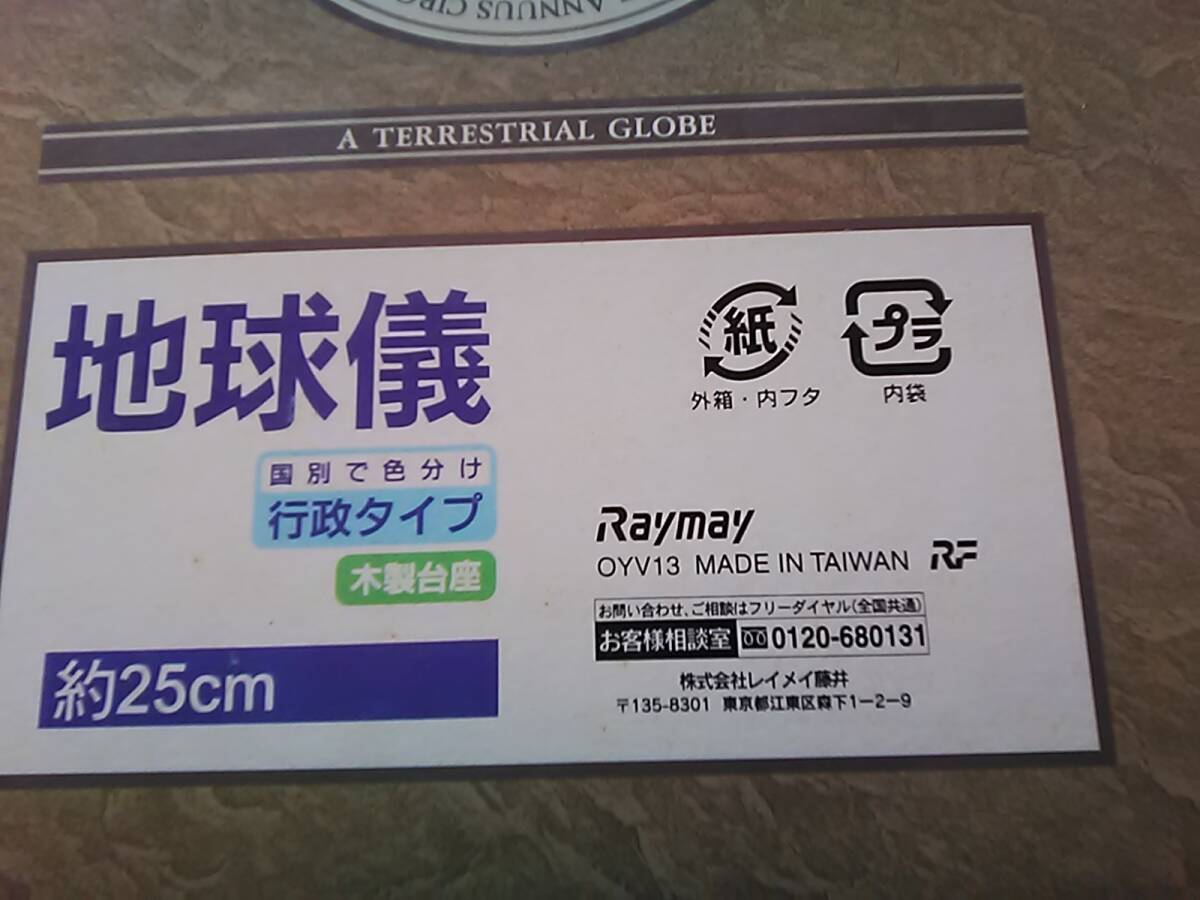 ANNUUS CIRC
A TERRESTRIAL GLOBE
地球儀
国別で色分け
行政タイプ
木製台座
約25cm
紙
外箱・内フタ
プラ
内袋
Raymay
OYV13 MADE IN TAIWAN RF
お問い合わせ、ご相談はフリーダイヤル(全国共通)
お客様相談室 0120-680131
株式会社レイメイ藤井
〒135-8301 東京都江東区森下1-2-9